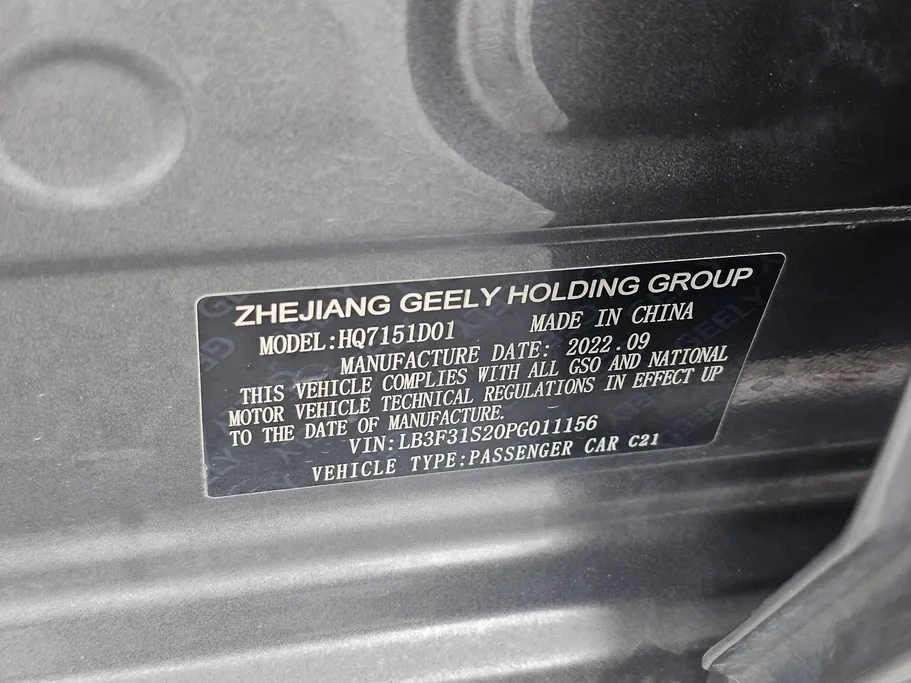 ZHEJIANG GEELY HOLDING GROUP
MODEL:HQ7151D01 MADE IN CHINA
MANUFACTURE DATE: 2022.09
THIS VEHICLE COMPLIES WITH ALL GSO AND NATIONAL
MOTOR VEHICLE TECHNICAL REGULATIONS IN EFFECT UP
TO THE DATE OF MANUFACTURE.
VIN:LB3F31S20PG011156
VEHICLE TYPE:PASSENGER CAR C21